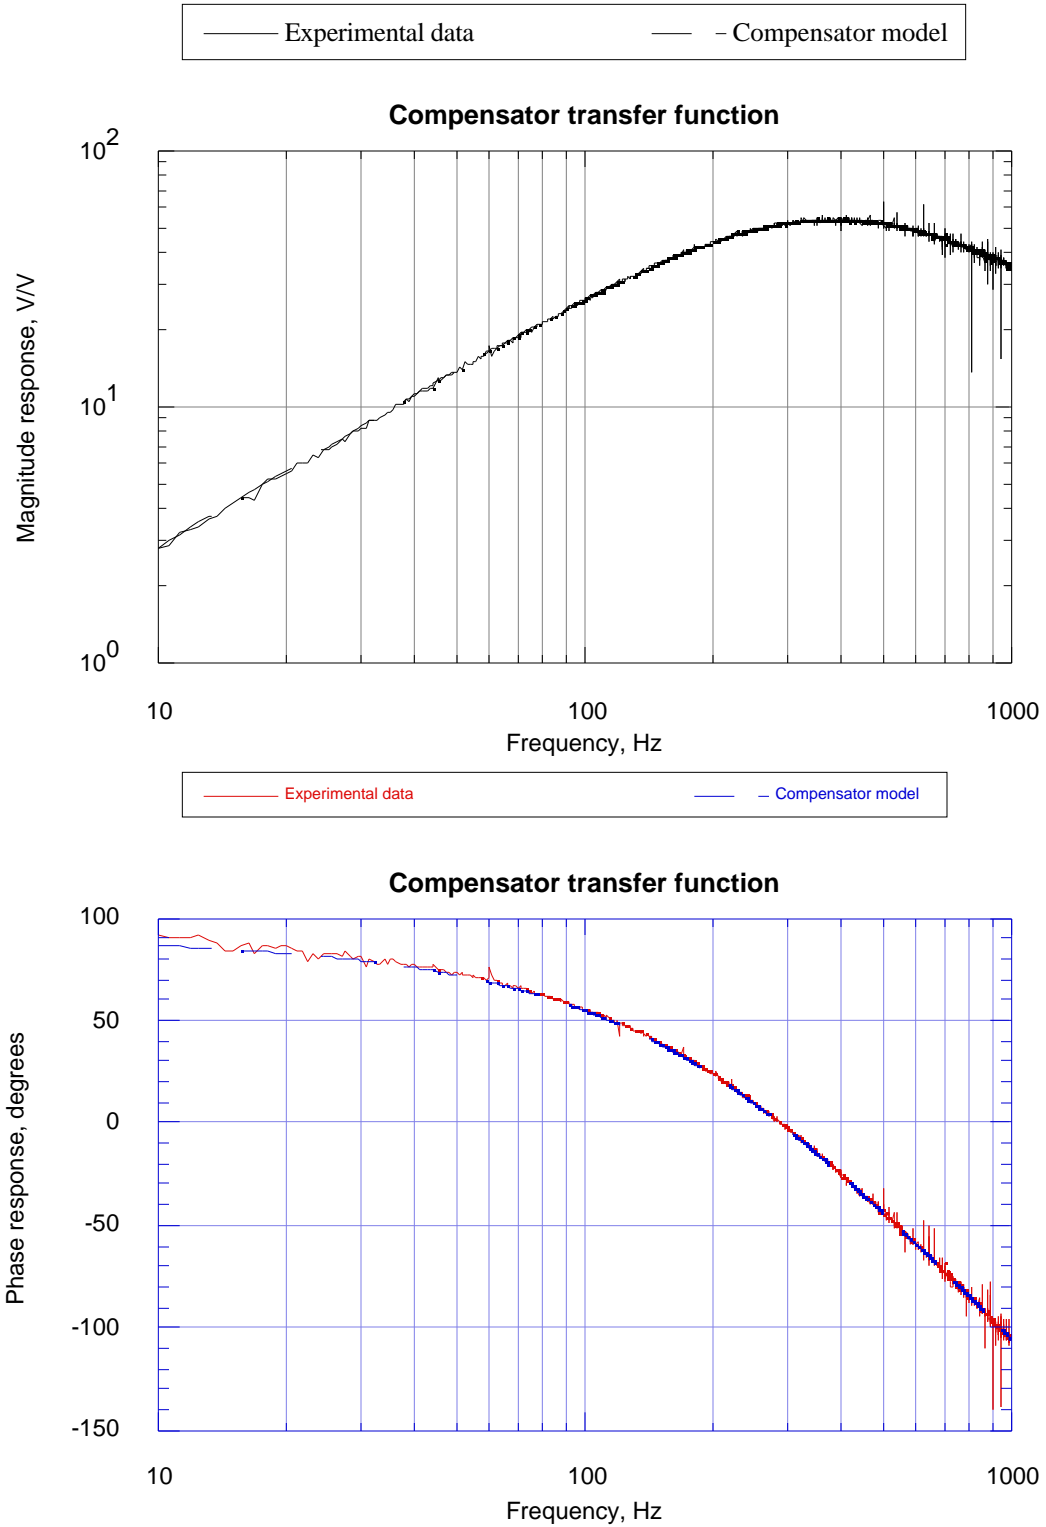 Experimental data Compensator model
Compensator transfer function
10^2
10^1
10^0
Magnitude response, V/V
10 100 1000
Frequency, Hz
Experimental data Compensator model
Compensator transfer function
100
50
0
-50
-100
-150
Phase response, degrees
10 100 1000
Frequency, Hz